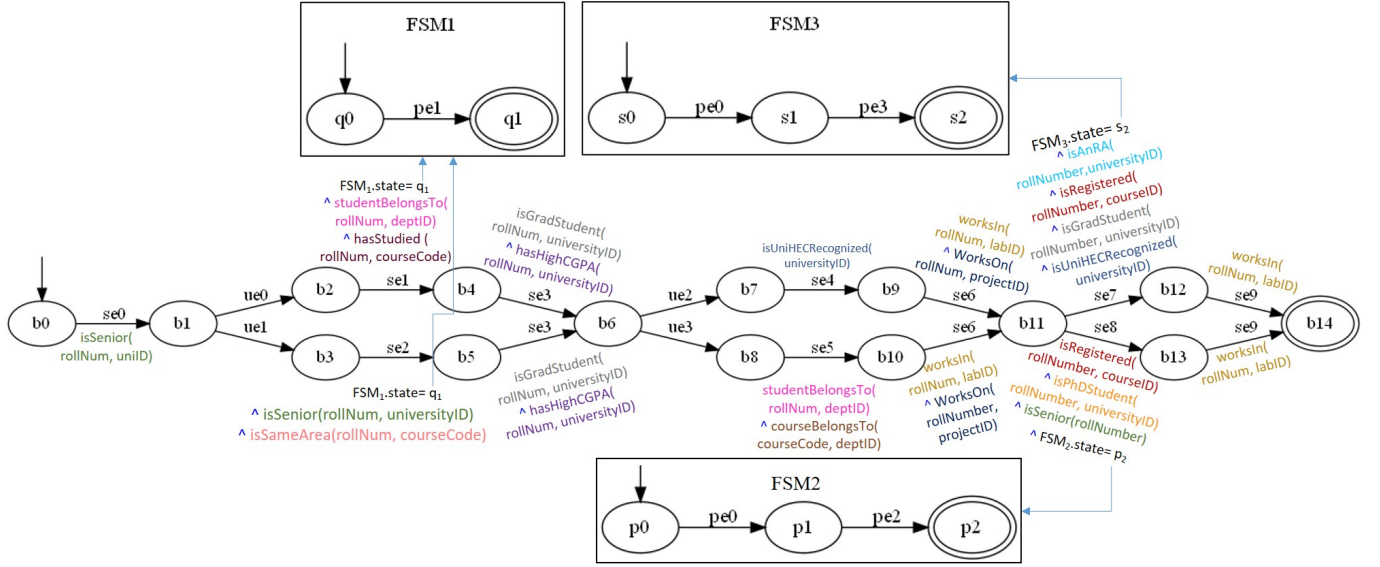 FSM1
q0
pe1
q1
FSM3
s0
pe0
s1
pe3
s2
FSM₁.state= q₁
^ studentBelongsTo(
rollNum, deptID)
^ hasStudied (
rollNum, courseCode)
isGradStudent(
rollNum, universityID)
^ hasHighCGPA(
rollNum, universityID)
isUniHECRecognized(
universityID)
worksIn(
rollNum, labID)
^ WorksOn(
rollNum, projectID)
FSM₃.state= s₂
^ isAnRA(
rollNumber,universityID)
^ isRegistered(
rollNumber, courseID)
^ isGradStudent(
rollNumber, universityID)
^ isUniHECRecognized(
universityID)
worksIn(
rollNum, labID)
b0
se0
isSenior(
rollNum, uniID)
b1
ue0
ue1
b2
se1
b4
se3
b3
se2
b5
se3
b6
ue2
ue3
b7
se4
b9
se6
b8
se5
b10
se6
b11
se7
se8
b12
se9
b13
se9
b14
FSM₁.state= q₁
^ isSenior(rollNum, universityID)
^ isSameArea(rollNum, courseCode)
isGradStudent(
rollNum, universityID)
^ hasHighCGPA(
rollNum, universityID)
studentBelongsTo(
rollNum, deptID)
^ courseBelongsTo(
courseCode, deptID)
worksIn(
rollNum, labID)
^ WorksOn(
rollNumber,
projectID)
isRegistered(
rollNumber, courseID)
^ isPhDStudent(
rollNumber, universityID)
^ isSenior(rollNumber)
^ FSM₂.state= p₂
worksIn(
rollNum, labID)
FSM2
p0
pe0
p1
pe2
p2